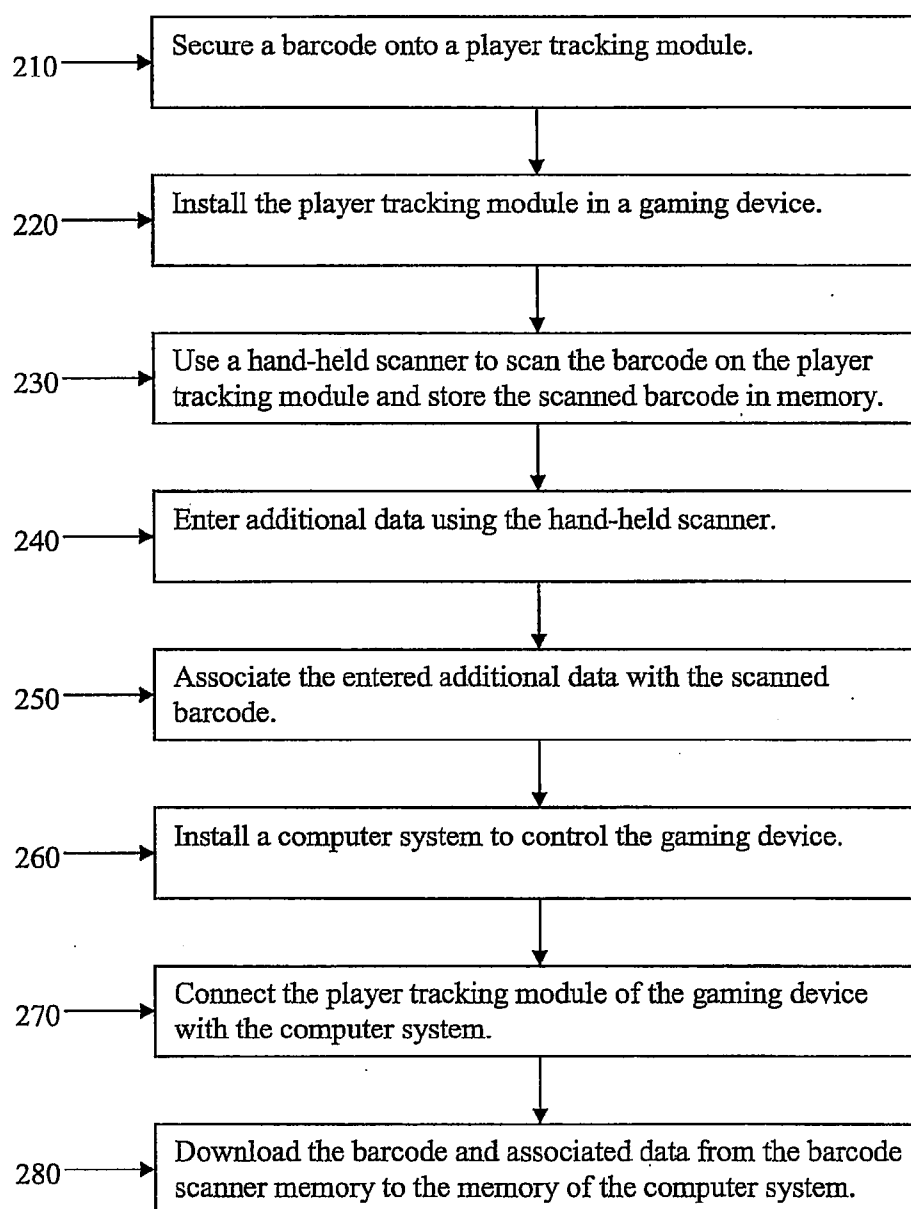 210
Secure a barcode onto a player tracking module.
220
Install the player tracking module in a gaming device.
230
Use a hand-held scanner to scan the barcode on the player
tracking module and store the scanned barcode in memory.
240
Enter additional data using the hand-held scanner.
250
Associate the entered additional data with the scanned
barcode.
260
Install a computer system to control the gaming device.
270
Connect the player tracking module of the gaming device
with the computer system.
280
Download the barcode and associated data from the barcode
scanner memory to the memory of the computer system.